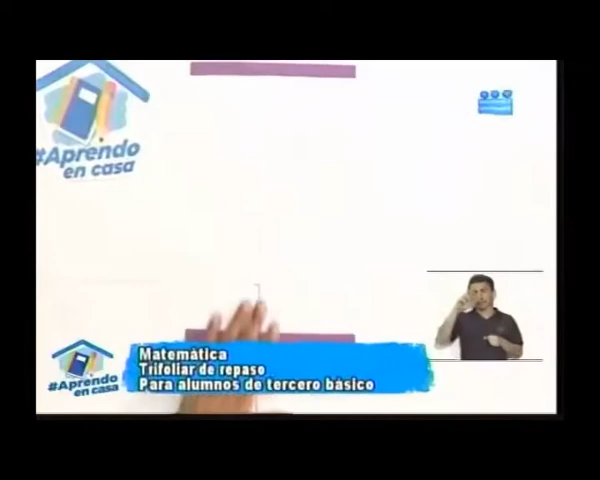 #Aprendo
en casa
Matemática
Trifoliar de repaso
Para alumnos de tercero básico
#Aprendo
en casa